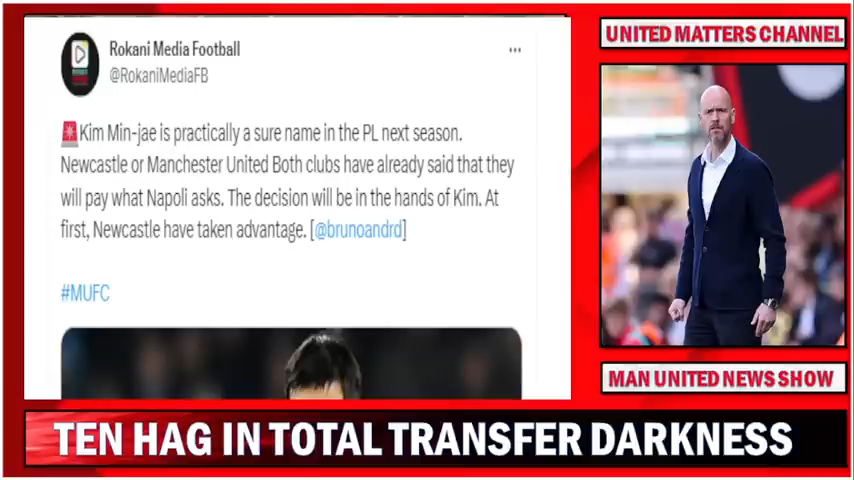 Rokani Media Football
@RokaniMediaFB
...
🚨Kim Min-jae is practically a sure name in the PL next season.
Newcastle or Manchester United Both clubs have already said that they
will pay what Napoli asks. The decision will be in the hands of Kim. At
first, Newcastle have taken advantage. [@brunoandrd]
#MUFC
UNITED MATTERS CHANNEL
MAN UNITED NEWS SHOW
TEN HAG IN TOTAL TRANSFER DARKNESS